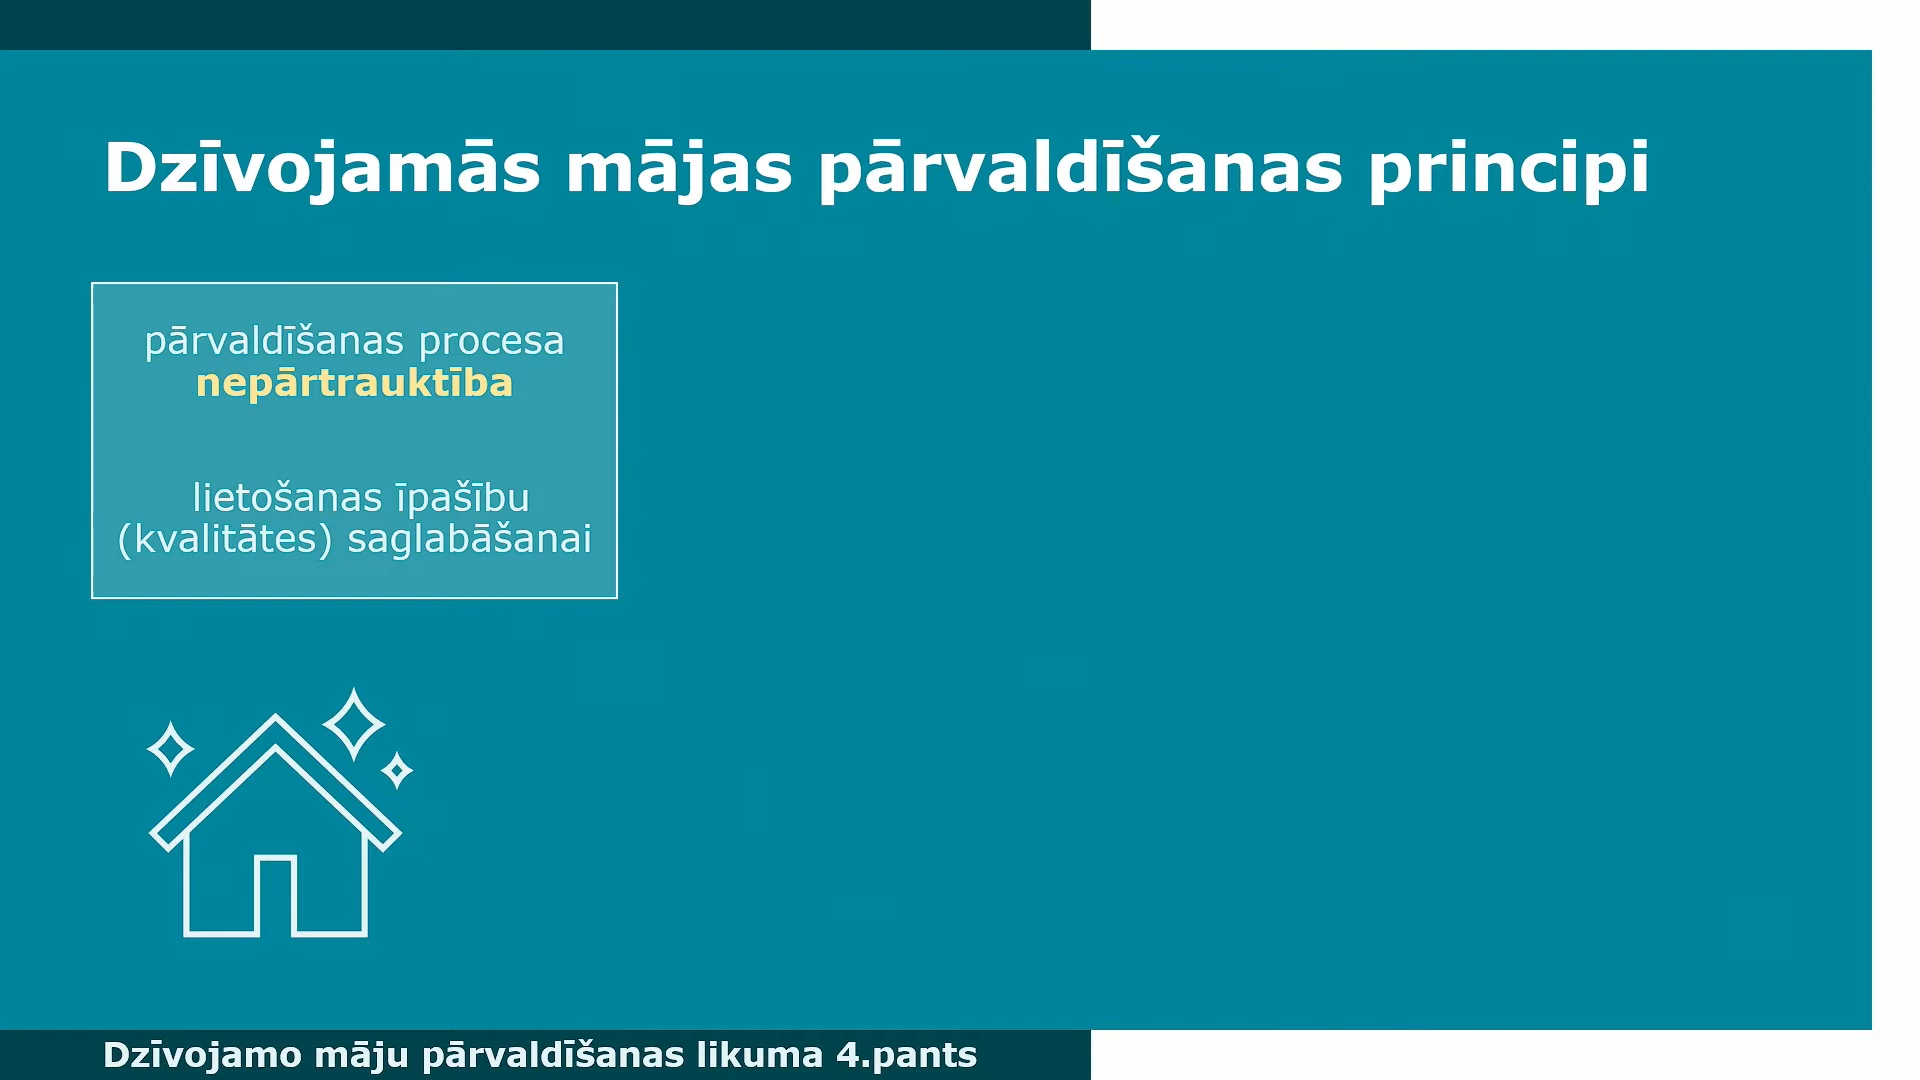 Dzīvojamās mājas pārvaldīšanas principi
pārvaldīšanas procesa
nepārtrauktība
lietošanas īpašību
(kvalitātes) saglabāšanai
Dzīvojamo māju pārvaldīšanas likuma 4.pants